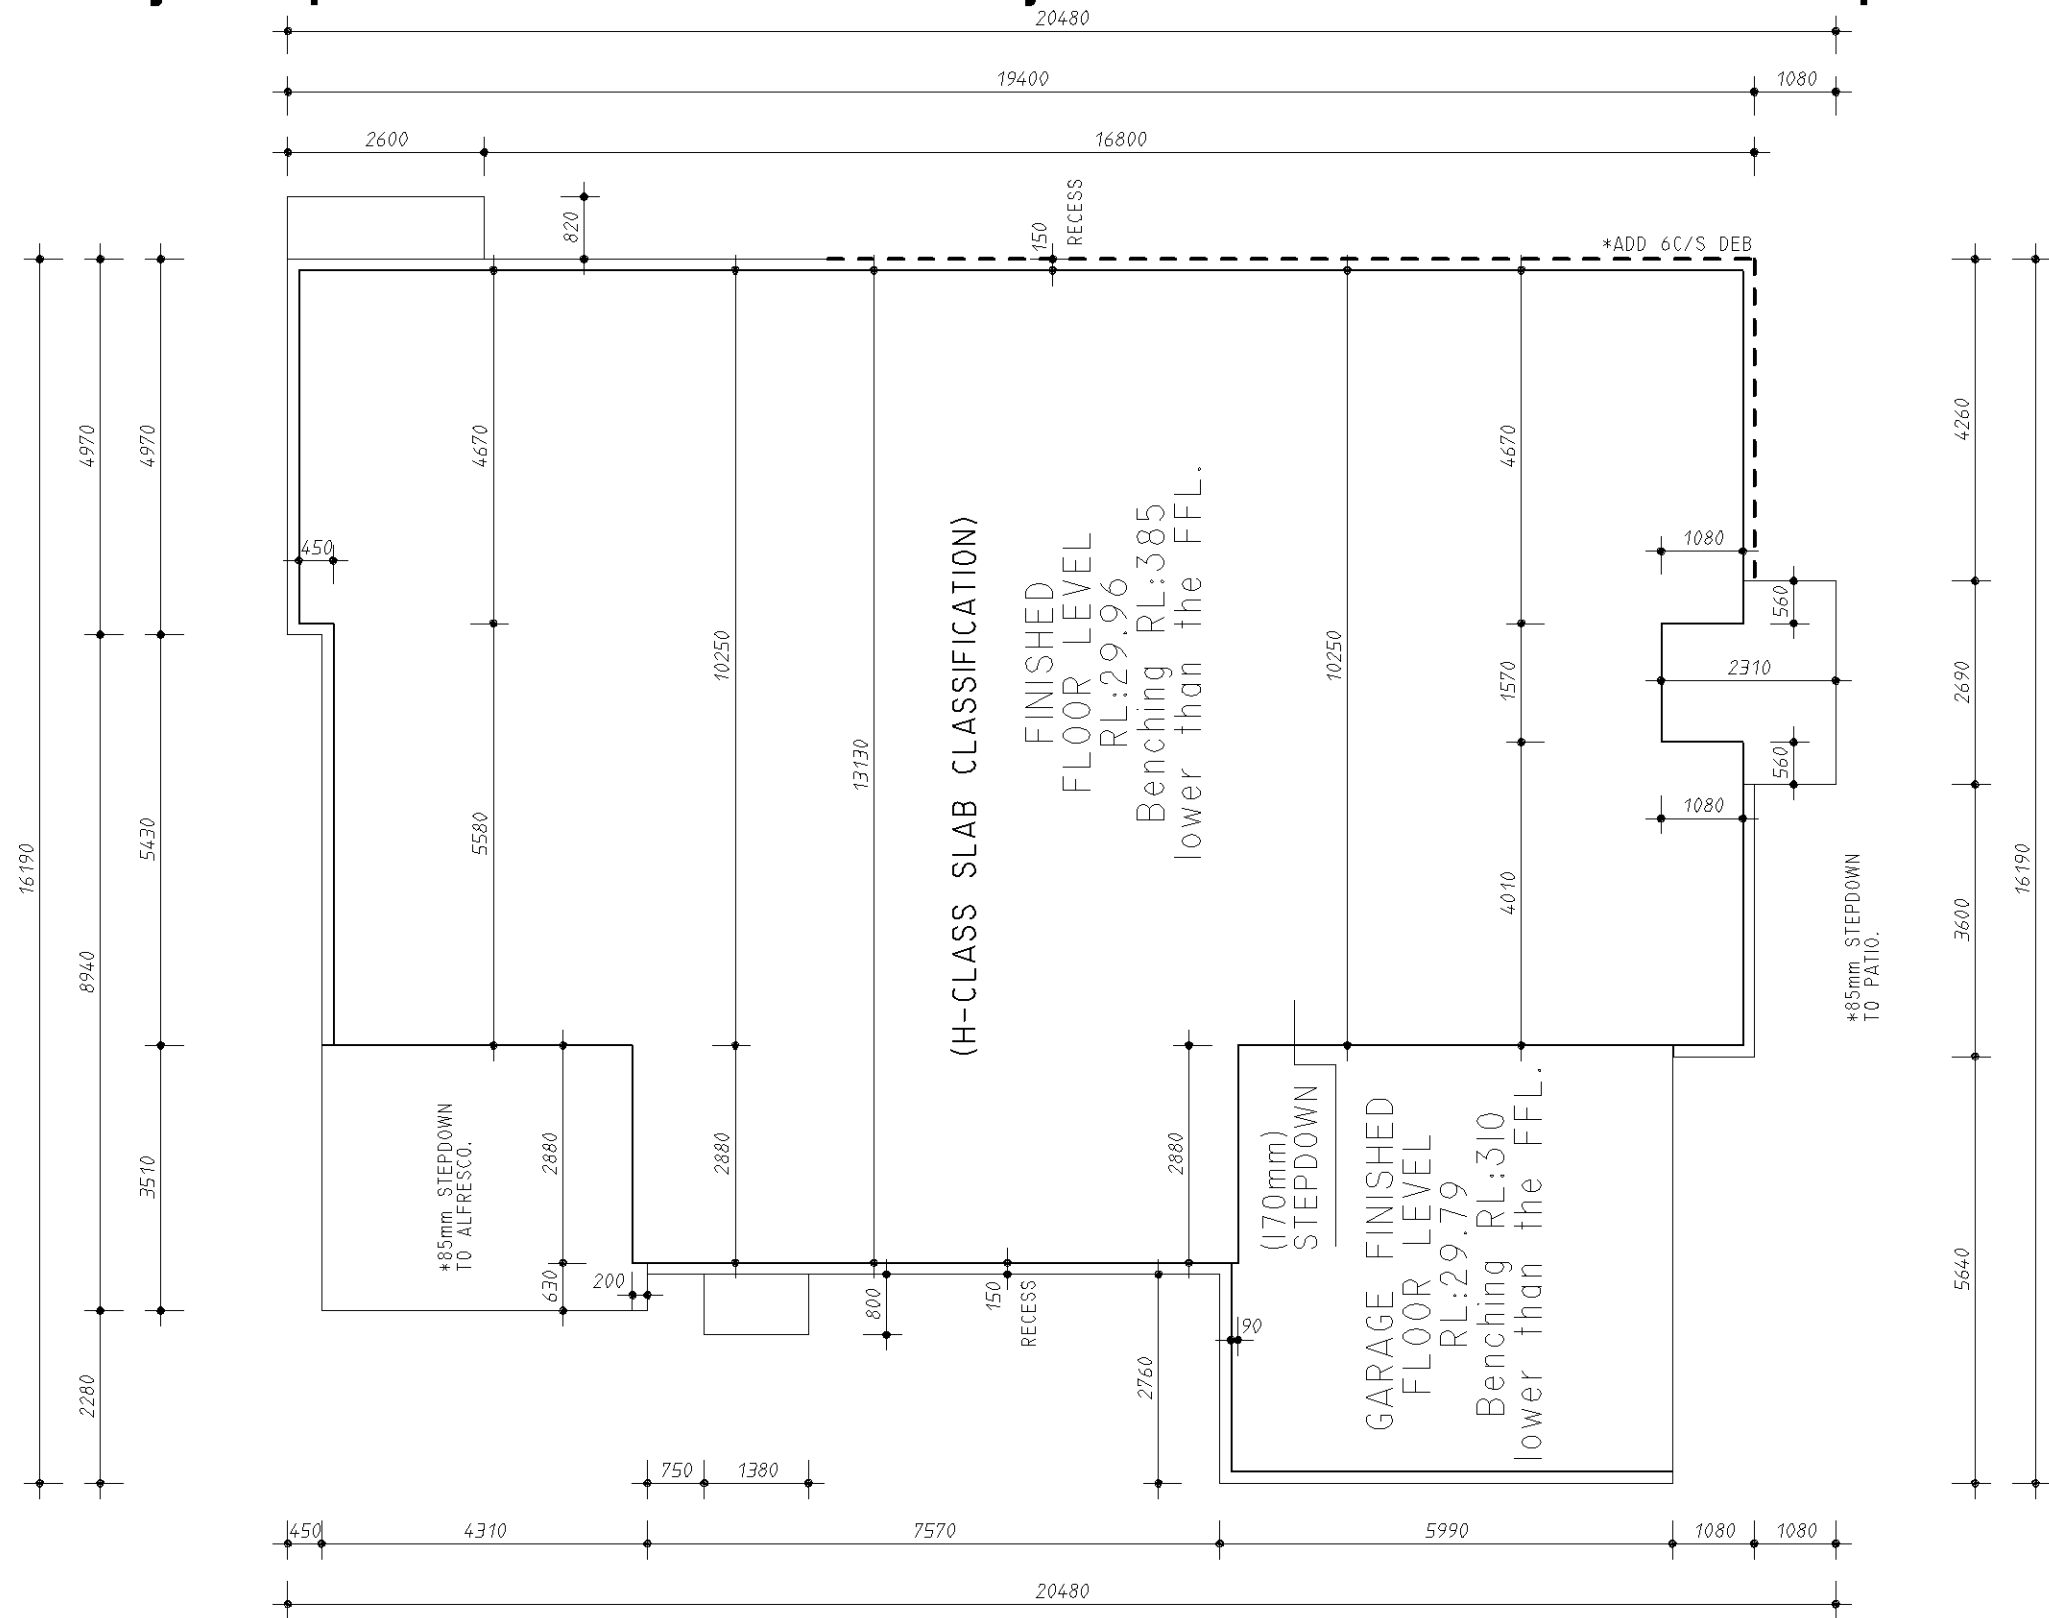 20480
19400
1080
2600
16800
820
150
RECESS
*ADD 6C/S DEB
4970
4970
4670
4670
4260
450
1080
560
(H-CLASS SLAB CLASSIFICATION)
FINISHED
FLOOR LEVEL
RL:29.96
Benching RL:385
lower than the FFL.
10250
10250
1570
2310
2690
13130
560
1080
16190
5430
5580
16190
*85mm STEPDOWN
TO PATIO.
4010
3600
8940
3510
*85mm STEPDOWN
TO ALFRESCO.
2880
2880
2880
(170mm)
STEPDOWN
GARAGE FINISHED
FLOOR LEVEL
RL:29.79
Benching RL:310
lower than the FFL.
5640
630
200
800
150
RECESS
90
2280
2760
750
1380
450
4310
7570
5990
1080
1080
20480